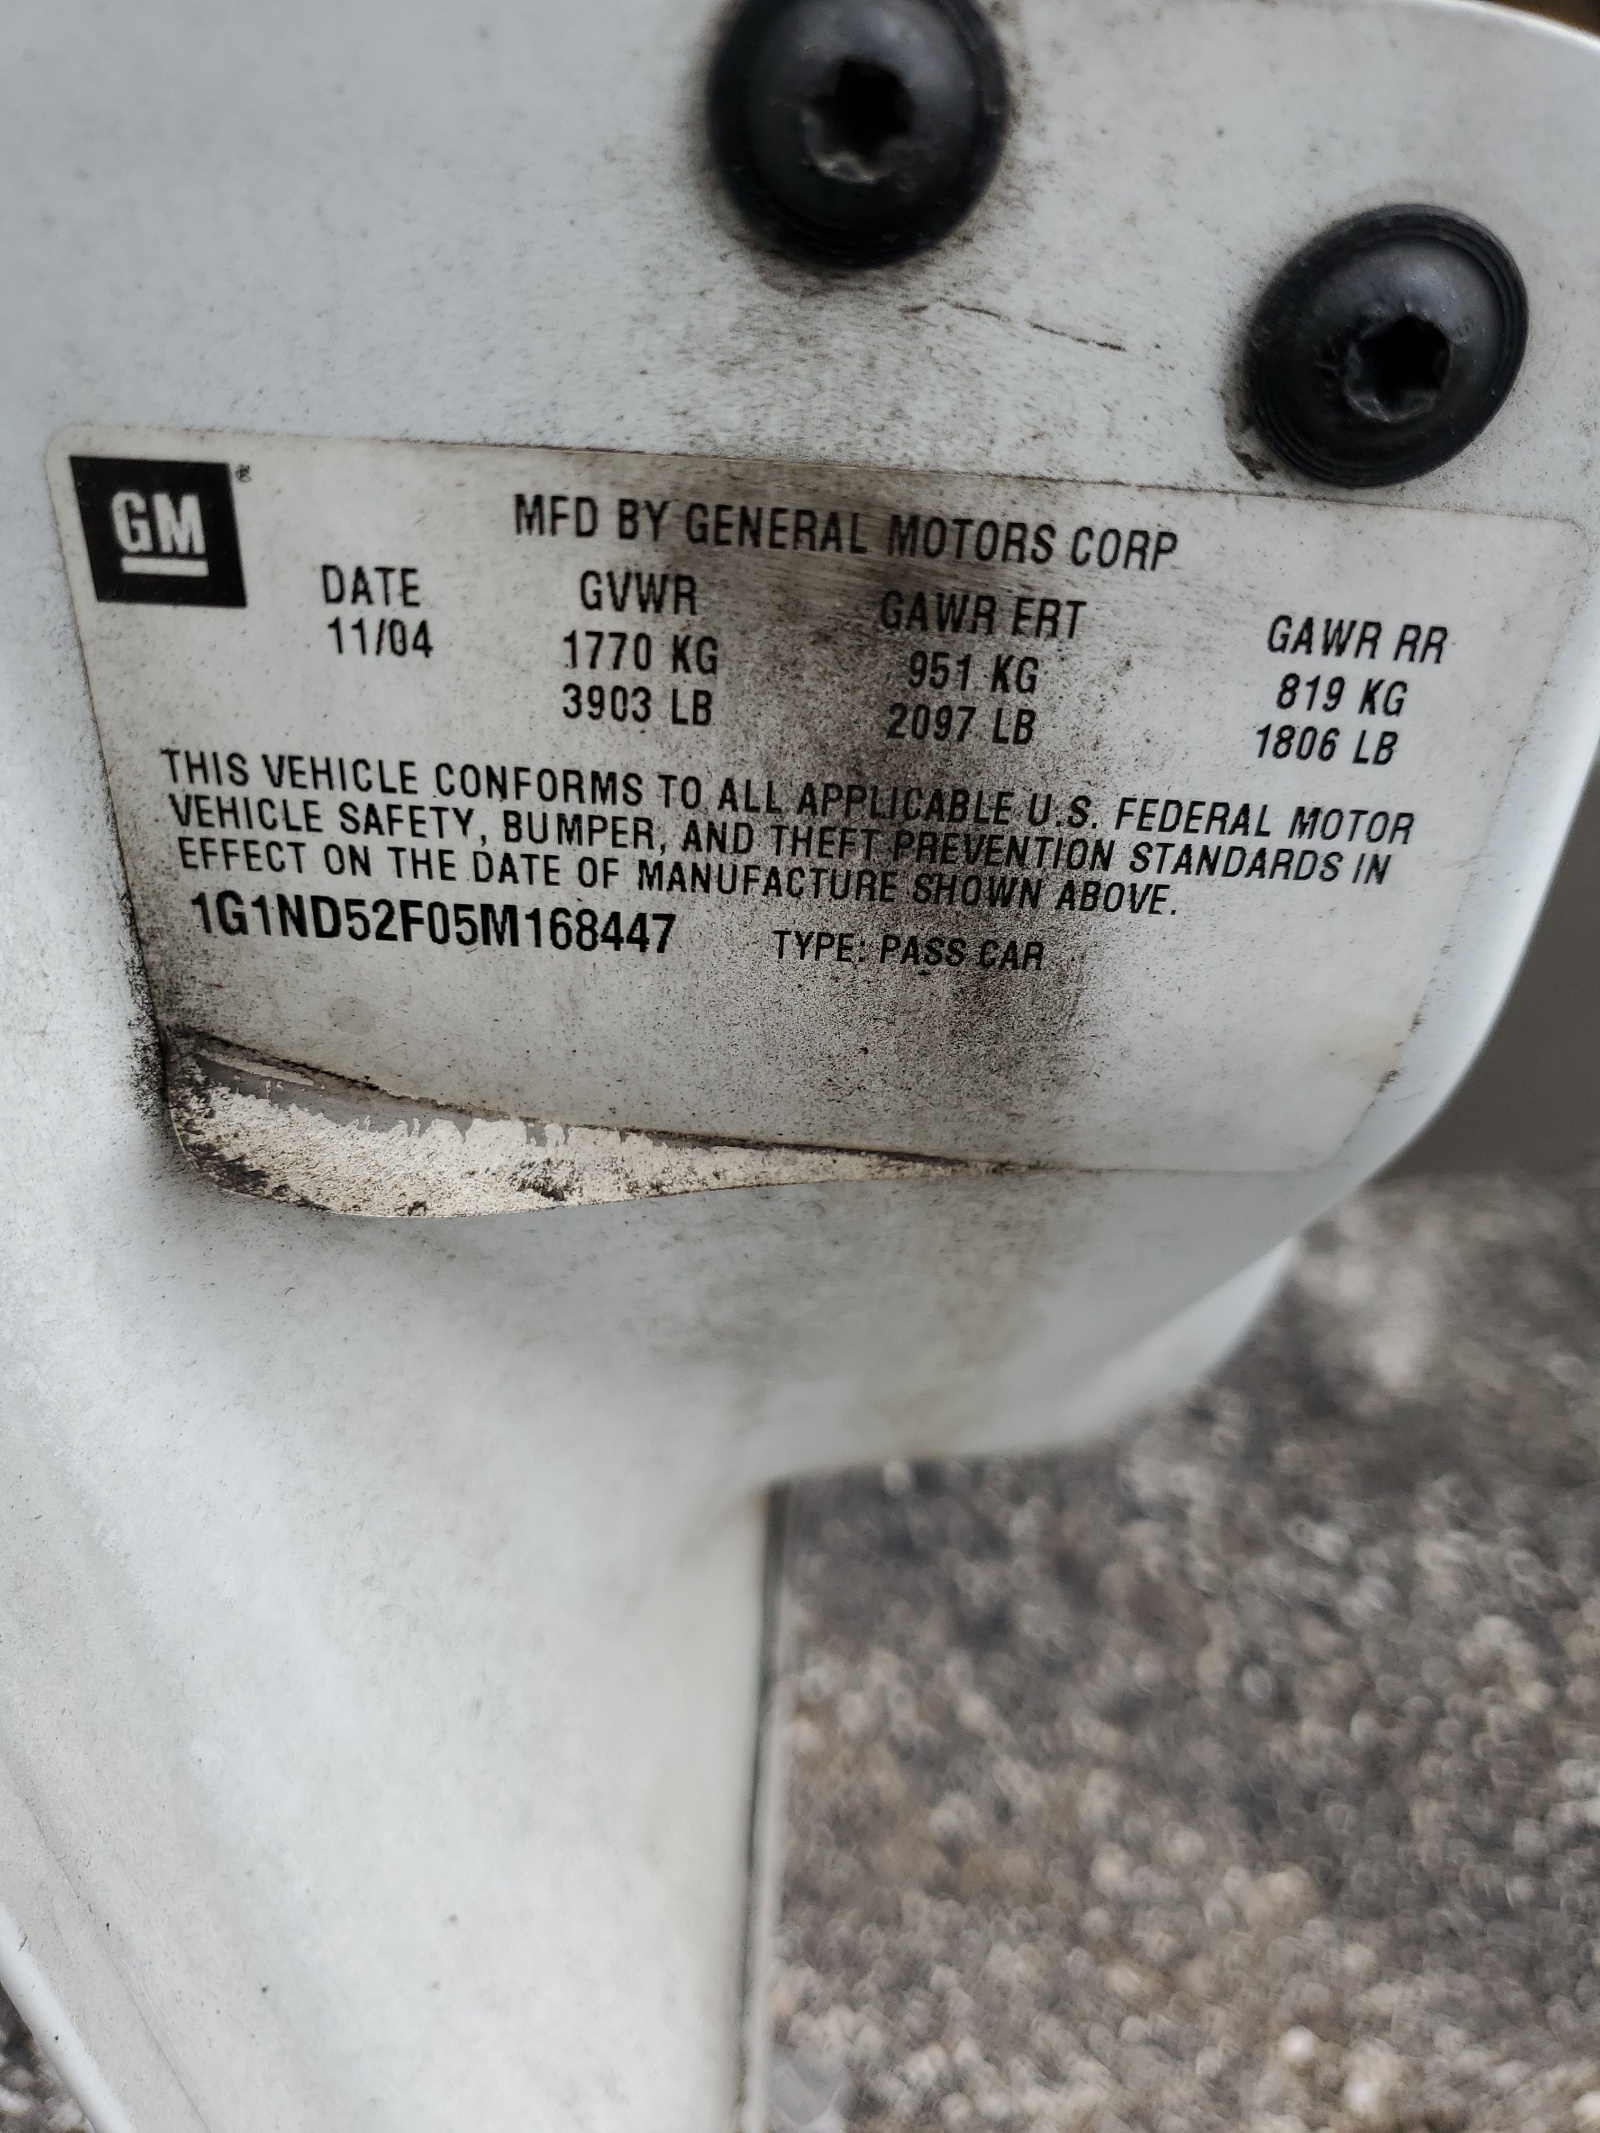 GM ®
MFD BY GENERAL MOTORS CORP
DATE GVWR GAWR FRT GAWR RR
11/04 1770 KG 951 KG 819 KG
3903 LB 2097 LB 1806 LB
THIS VEHICLE CONFORMS TO ALL APPLICABLE U.S. FEDERAL MOTOR
VEHICLE SAFETY, BUMPER, AND THEFT PREVENTION STANDARDS IN
EFFECT ON THE DATE OF MANUFACTURE SHOWN ABOVE.
1G1ND52F05M168447 TYPE: PASS CAR